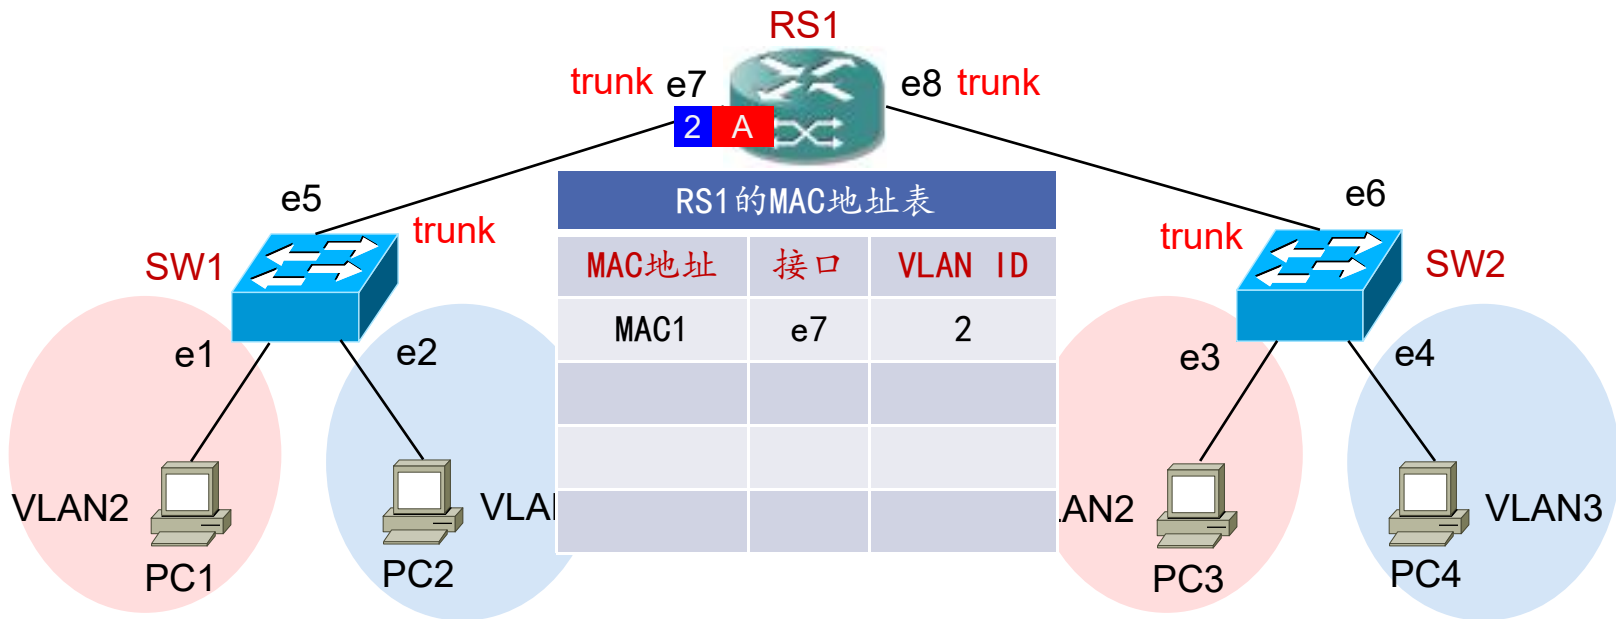 RS1
trunk e7
e8 trunk
2 A
RS1的MAC地址表
MAC地址 接口 VLAN ID
MAC1 e7 2
e5
trunk
SW1
e1
e2
e6
trunk
SW2
e3
e4
VLAN2
PC1
PC2
PC3
VLAN3
PC4